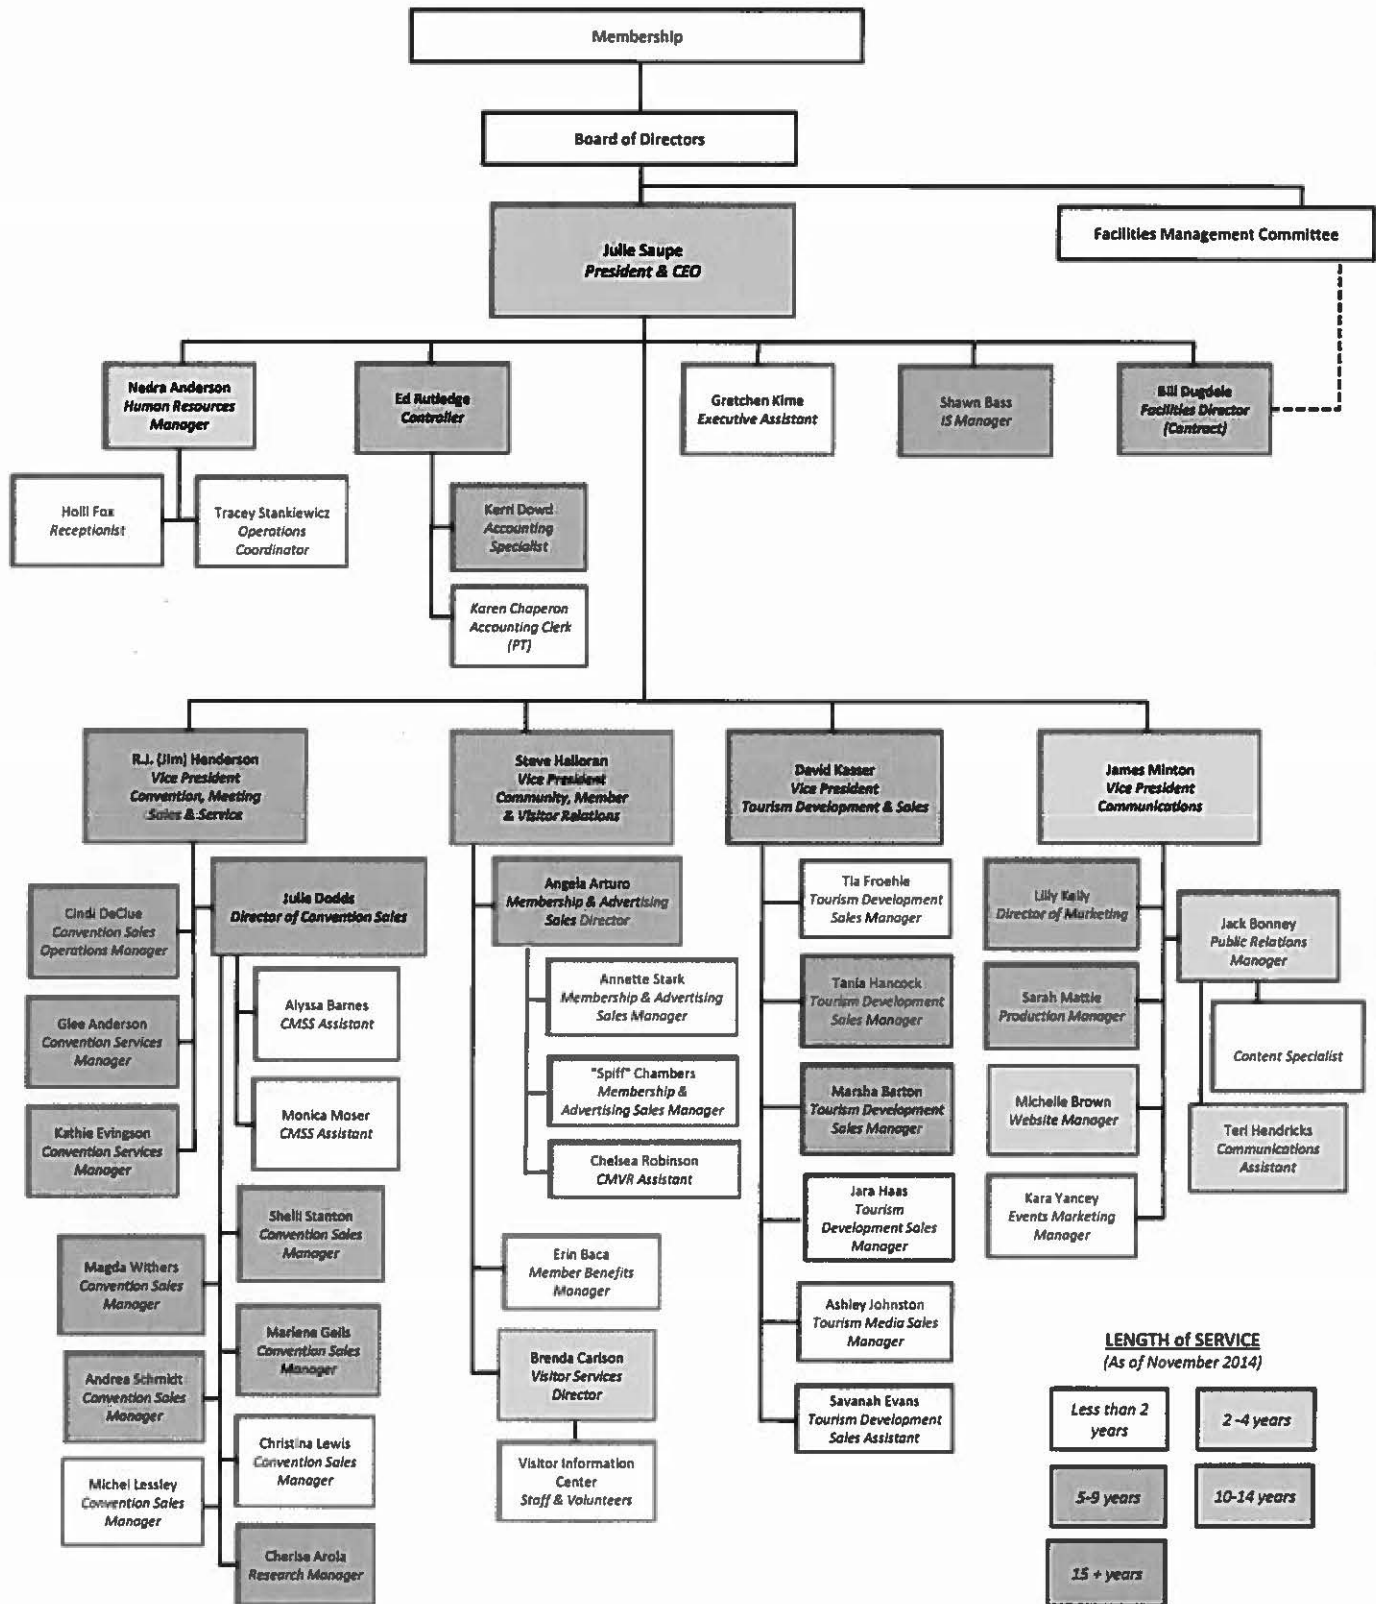 Membership
Board of Directors
Julie Saupe
President & CEO
Facilities Management Committee
Nedra Anderson
Human Resources
Manager
Ed Rutledge
Controller
Gretchen Kime
Executive Assistant
Shawn Bass
IS Manager
Bill Dugdale
Facilities Director
(Contract)
Holli Fox
Receptionist
Tracey Stankiewicz
Operations
Coordinator
Kerri Dowd
Accounting
Specialist
Karen Chaperon
Accounting Clerk
(PT)
R.J. (Jim) Henderson
Vice President
Convention, Meeting
Sales & Service
Steve Halloran
Vice President
Community, Member
& Visitor Relations
David Kasser
Vice President
Tourism Development & Sales
James Minton
Vice President
Communications
Cindi DeClue
Convention Sales
Operations Manager
Julie Dodds
Director of Convention Sales
Glee Anderson
Convention Services
Manager
Kathie Evingson
Convention Services
Manager
Alyssa Barnes
CMSS Assistant
Monica Moser
CMSS Assistant
Shelli Stanton
Convention Sales
Manager
Magda Withers
Convention Sales
Manager
Marlene Geils
Convention Sales
Manager
Andrea Schmidt
Convention Sales
Manager
Christina Lewis
Convention Sales
Manager
Michel Lessley
Convention Sales
Manager
Cherise Arola
Research Manager
Angela Arturo
Membership & Advertising
Sales Director
Annette Stark
Membership & Advertising
Sales Manager
"Spiff" Chambers
Membership &
Advertising Sales Manager
Chelsea Robinson
CMVR Assistant
Erin Baca
Member Benefits
Manager
Brenda Carlson
Visitor Services
Director
Visitor Information
Center
Staff & Volunteers
Tia Froehle
Tourism Development
Sales Manager
Tania Hancock
Tourism Development
Sales Manager
Marsha Barton
Tourism Development
Sales Manager
Jara Haas
Tourism
Development Sales
Manager
Ashley Johnston
Tourism Media Sales
Manager
Savanah Evans
Tourism Development
Sales Assistant
Lilly Kelly
Director of Marketing
Sarah Mattie
Production Manager
Michelle Brown
Website Manager
Kara Yancey
Events Marketing
Manager
Jack Bonney
Public Relations
Manager
Content Specialist
Teri Hendricks
Communications
Assistant
LENGTH of SERVICE
(As of November 2014)
Less than 2
years
2 -4 years
5-9 years
10-14 years
15 + years